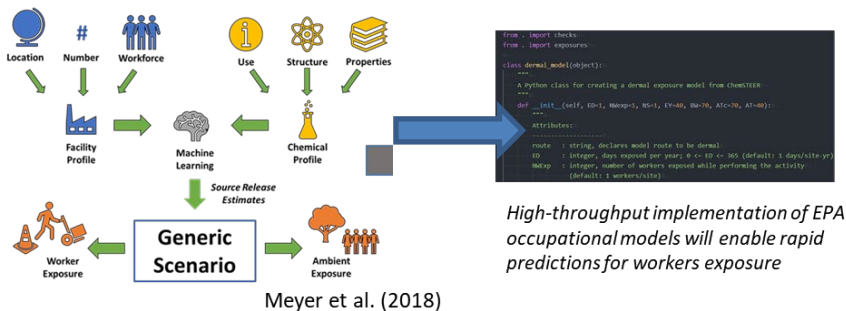 Location
#
Number
Workforce
Use
Structure
Properties
Facility
Profile
Machine
Learning
Chemical
Profile
Source Release
Estimates
Worker
Exposure
Generic
Scenario
Ambient
Exposure
Meyer et al. (2018)
from . import checks
from . import exposures
class dermal_model(object):
"""
A Python class for creating a dermal exposure model from ChemSTEER
"""
def __init__(self, ED=1, NWexp=1, NS=1, EY=40, BW=70, ATc=70, AT=40):
"""
Attributes:
--------------------
route : string, declares model route to be dermal
ED : integer, days exposed per year; 0 <= ED <= 365 (default: 1 days/site-yr)
NWExp : integer, number of workers exposed while performing the activity
(default: 1 workers/site)
High-throughput implementation of EPA
occupational models will enable rapid
predictions for workers exposure